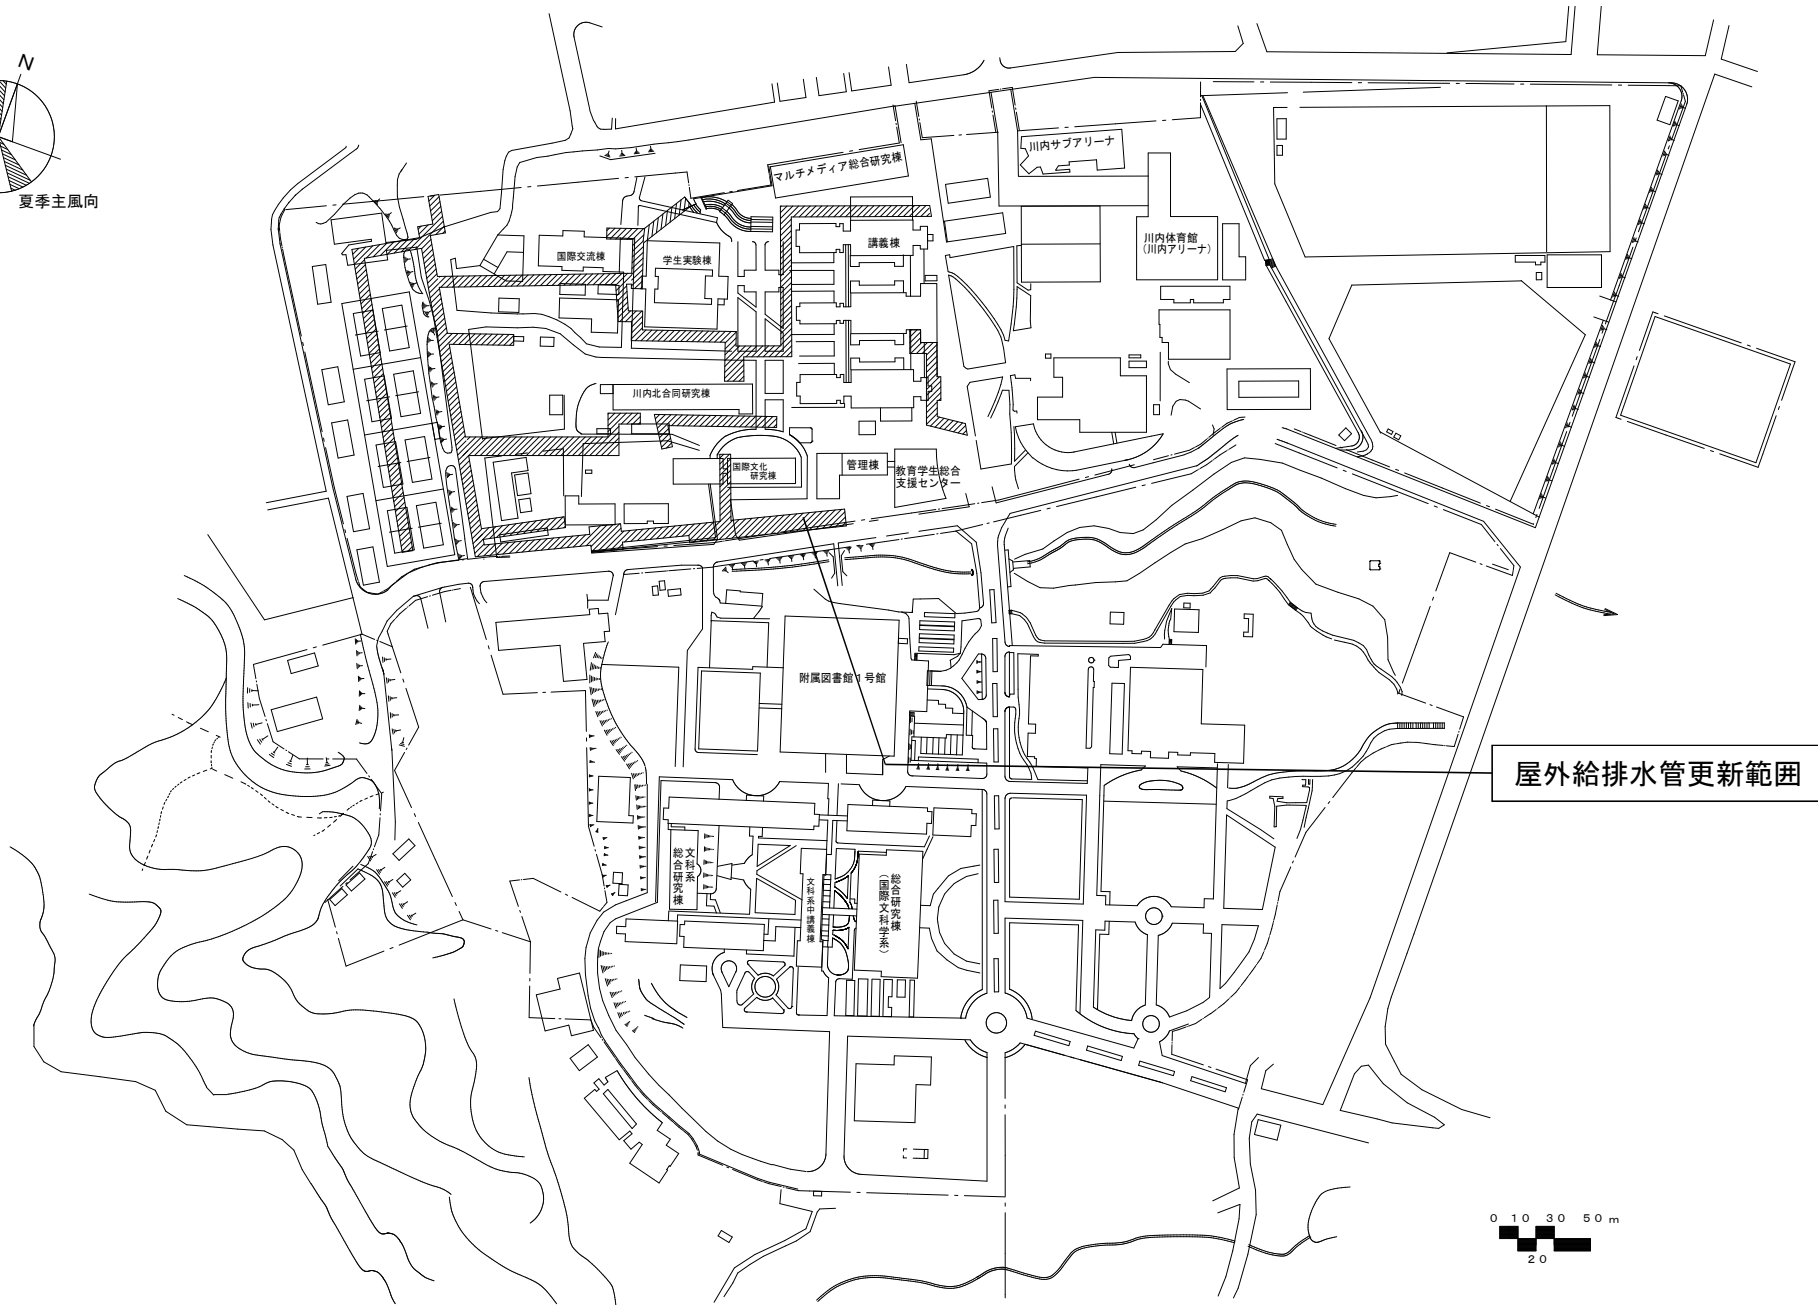 N
夏季主風向
川内サブアリーナ
マルチメディア総合研究棟
講義棟
川内体育館
(川内アリーナ)
国際交流棟
学生実験棟
川内北合同研究棟
国際文化
研究棟
管理棟
教育学生総合
支援センター
附属図書館1号館
屋外給排水管更新範囲
文科系
総合研究棟
文科系中講義棟
総合研究棟
(国際文科学系)
0 10 30 50 m
20